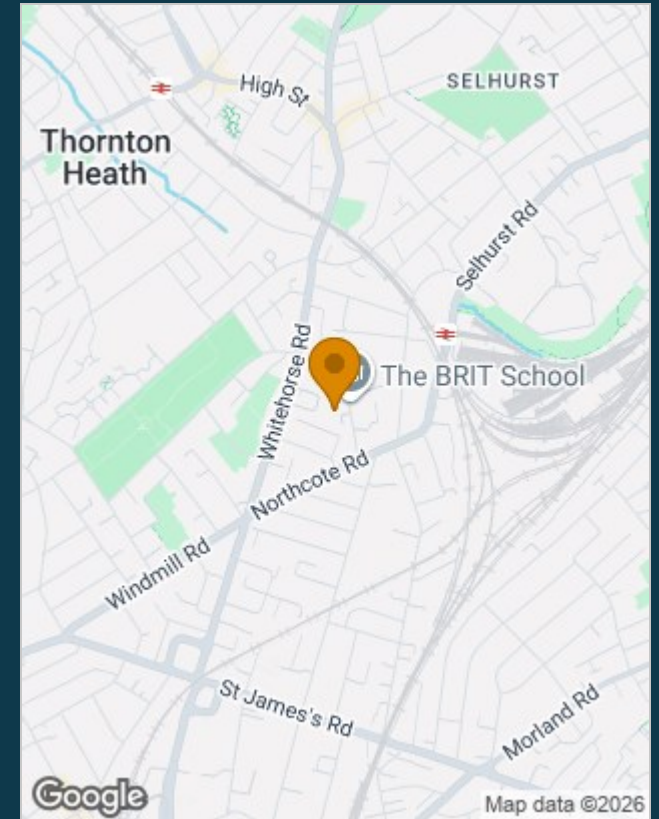 High St
SELHURST
Thornton
Heath
Selhurst Rd
Whitehorse Rd
The BRIT School
Northcote Rd
Windmill Rd
St James's Rd
Morland Rd
Google
Map data ©2026